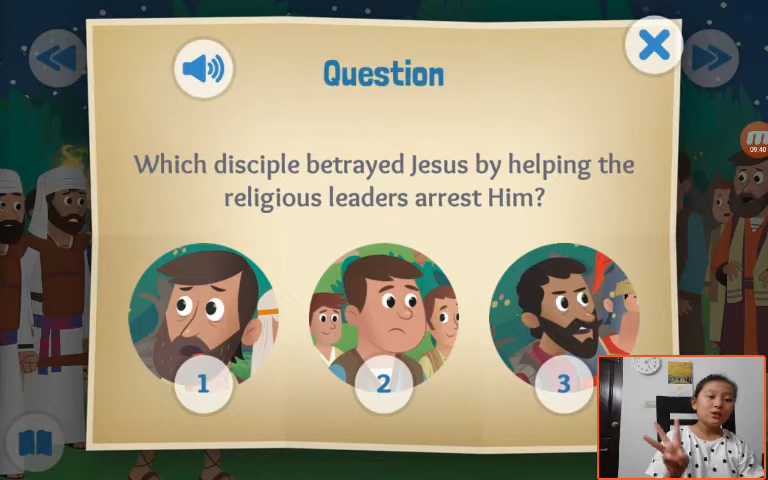 Question
09:40
Which disciple betrayed Jesus by helping the
religious leaders arrest Him?
1
2
3